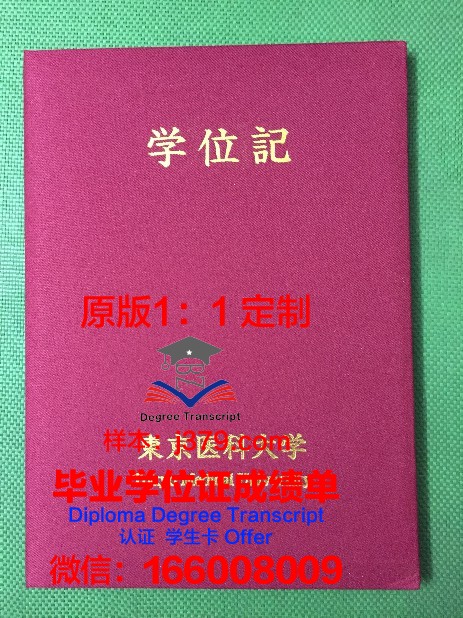 学位記
原版1：1 定制
Degree Transcript
样本：j379.com
東京医科大学
毕业学位证成绩单
Diploma Degree Transcript
认证 学生卡 Offer
微信：166008009